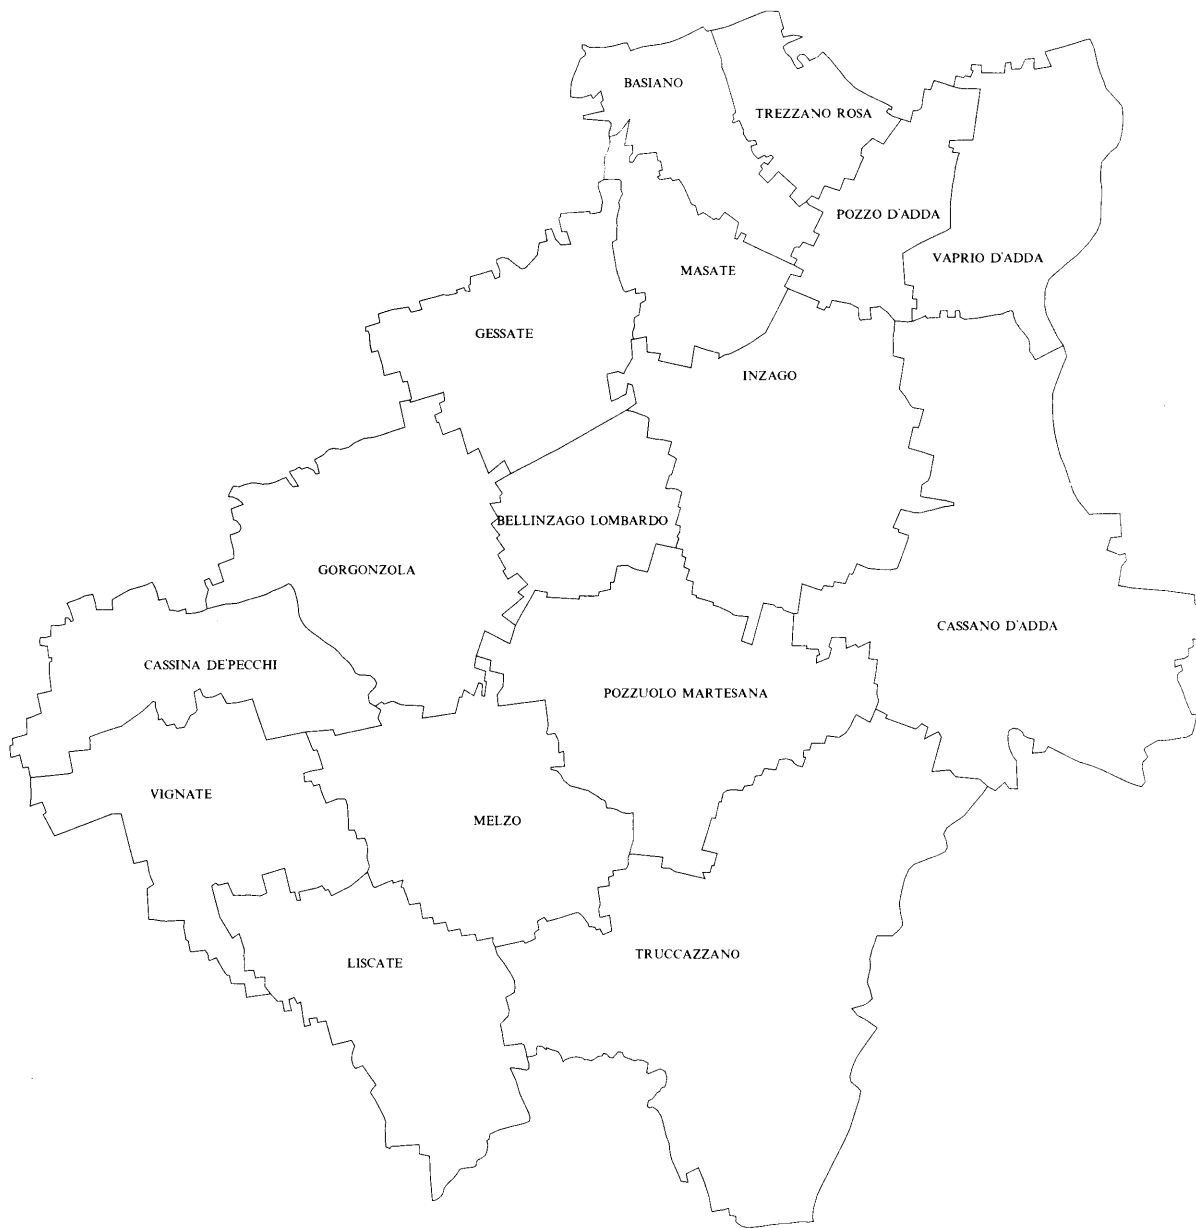 BASIANO
TREZZANO ROSA
POZZO D'ADDA
VAPRIO D'ADDA
MASATE
GESSATE
INZAGO
BELLINZAGO LOMBARDO
GORGONZOLA
CASSANO D'ADDA
CASSINA DE'PECCHI
POZZUOLO MARTESANA
VIGNATE
MELZO
TRUCCAZZANO
LISCATE